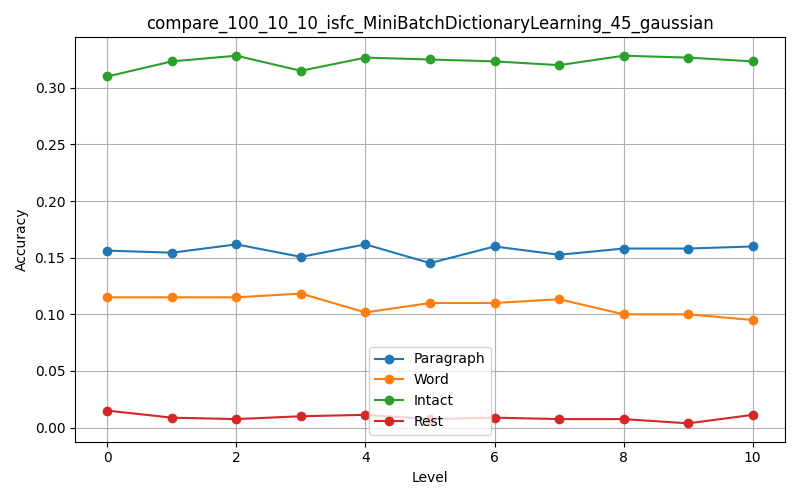 compare_100_10_10_isfc_MiniBatchDictionaryLearning_45_gaussian
Accuracy
0.30
0.25
0.20
0.15
0.10
0.05
0.00
Paragraph
Word
Intact
Rest
0 2 4 6 8 10
Level